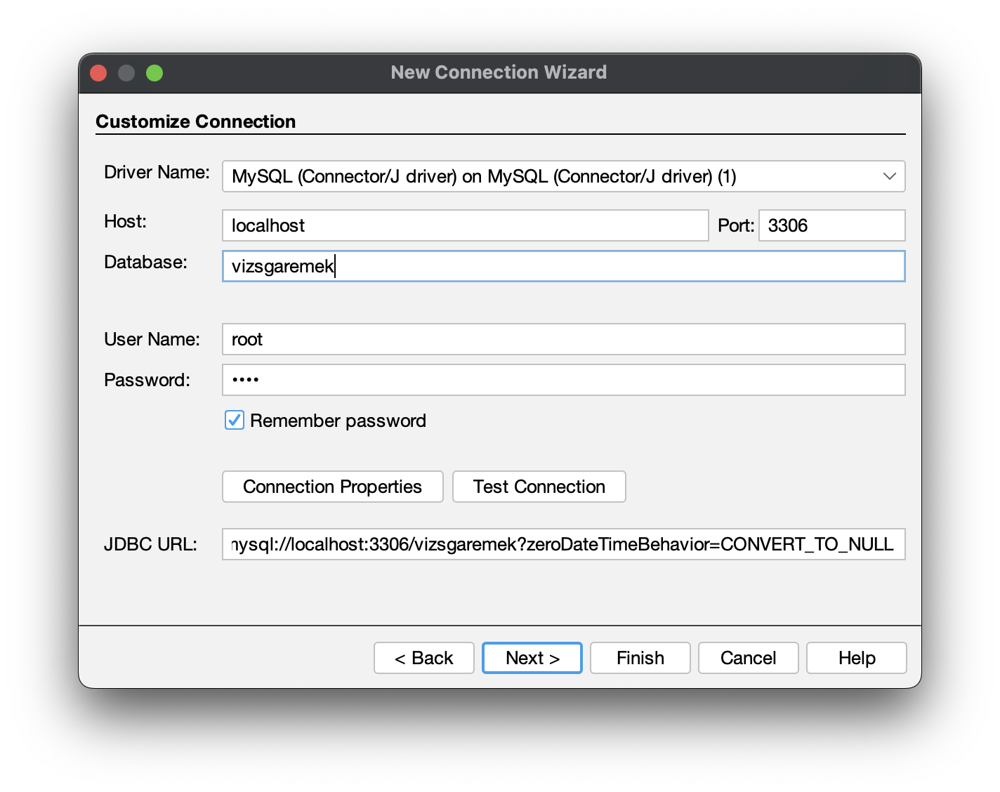 New Connection Wizard
Customize Connection
Driver Name: MySQL (Connector/J driver) on MySQL (Connector/J driver) (1)
Host: localhost Port: 3306
Database: vizsgaremek
User Name: root
Password: ••••
Remember password
Connection Properties Test Connection
JDBC URL: mysql://localhost:3306/vizsgaremek?zeroDateTimeBehavior=CONVERT_TO_NULL
< Back Next > Finish Cancel Help